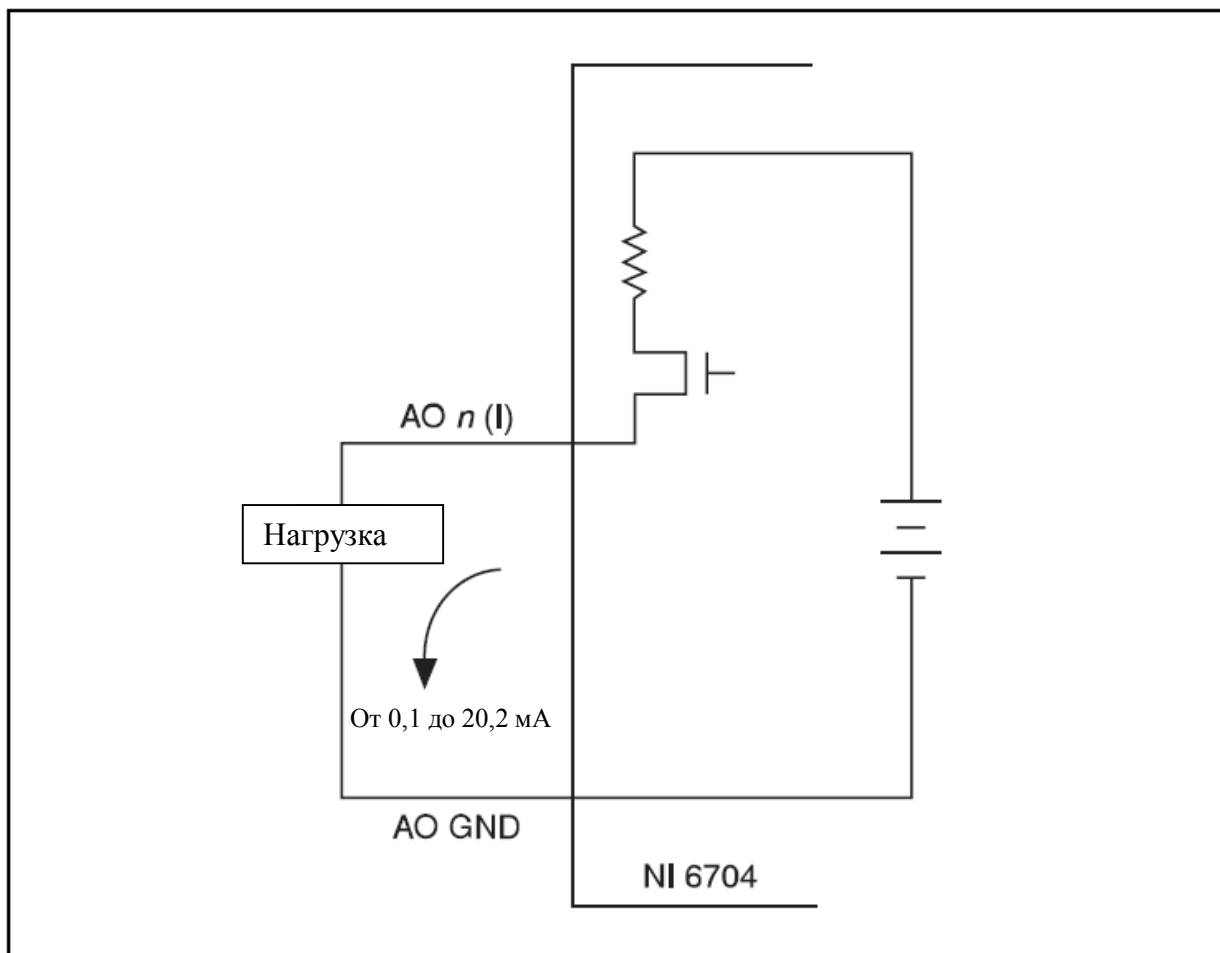 AO n (I)
Нагрузка
От 0,1 до 20,2 мА
AO GND
NI 6704